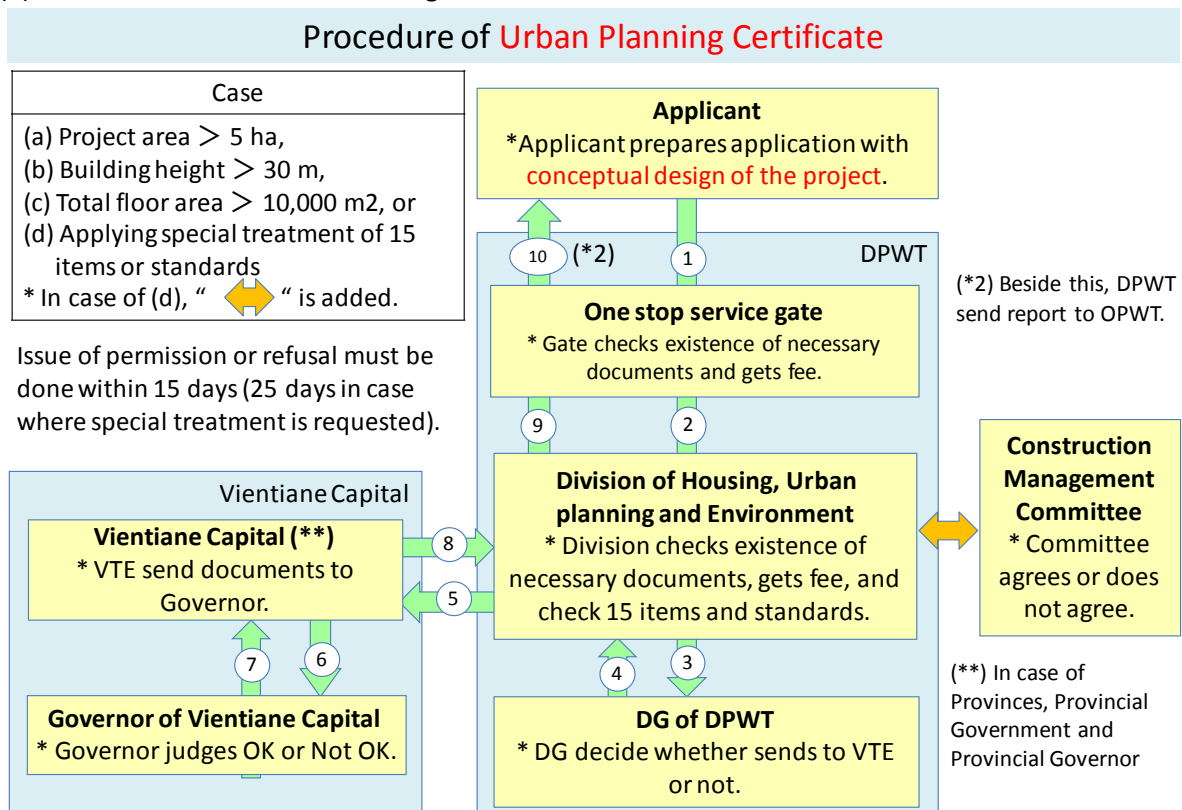 Procedure of Urban Planning Certificate
Case
(a) Project area ＞ 5 ha,
(b) Building height ＞ 30 m,
(c) Total floor area ＞ 10,000 m2, or
(d) Applying special treatment of 15
items or standards
* In case of (d), “ “ is added.
Issue of permission or refusal must be
done within 15 days (25 days in case
where special treatment is requested).
Applicant
*Applicant prepares application with
conceptual design of the project.
10
(*2)
1
DPWT
(*2) Beside this, DPWT
send report to OPWT.
One stop service gate
* Gate checks existence of necessary
documents and gets fee.
9
2
Vientiane Capital
Vientiane Capital (**)
* VTE send documents to
Governor.
8
5
Division of Housing, Urban
planning and Environment
* Division checks existence of
necessary documents, gets fee, and
check 15 items and standards.
Construction
Management
Committee
* Committee
agrees or does
not agree.
7
6
4
3
Governor of Vientiane Capital
* Governor judges OK or Not OK.
DG of DPWT
* DG decide whether sends to VTE
or not.
(**) In case of
Provinces, Provincial
Government and
Provincial Governor